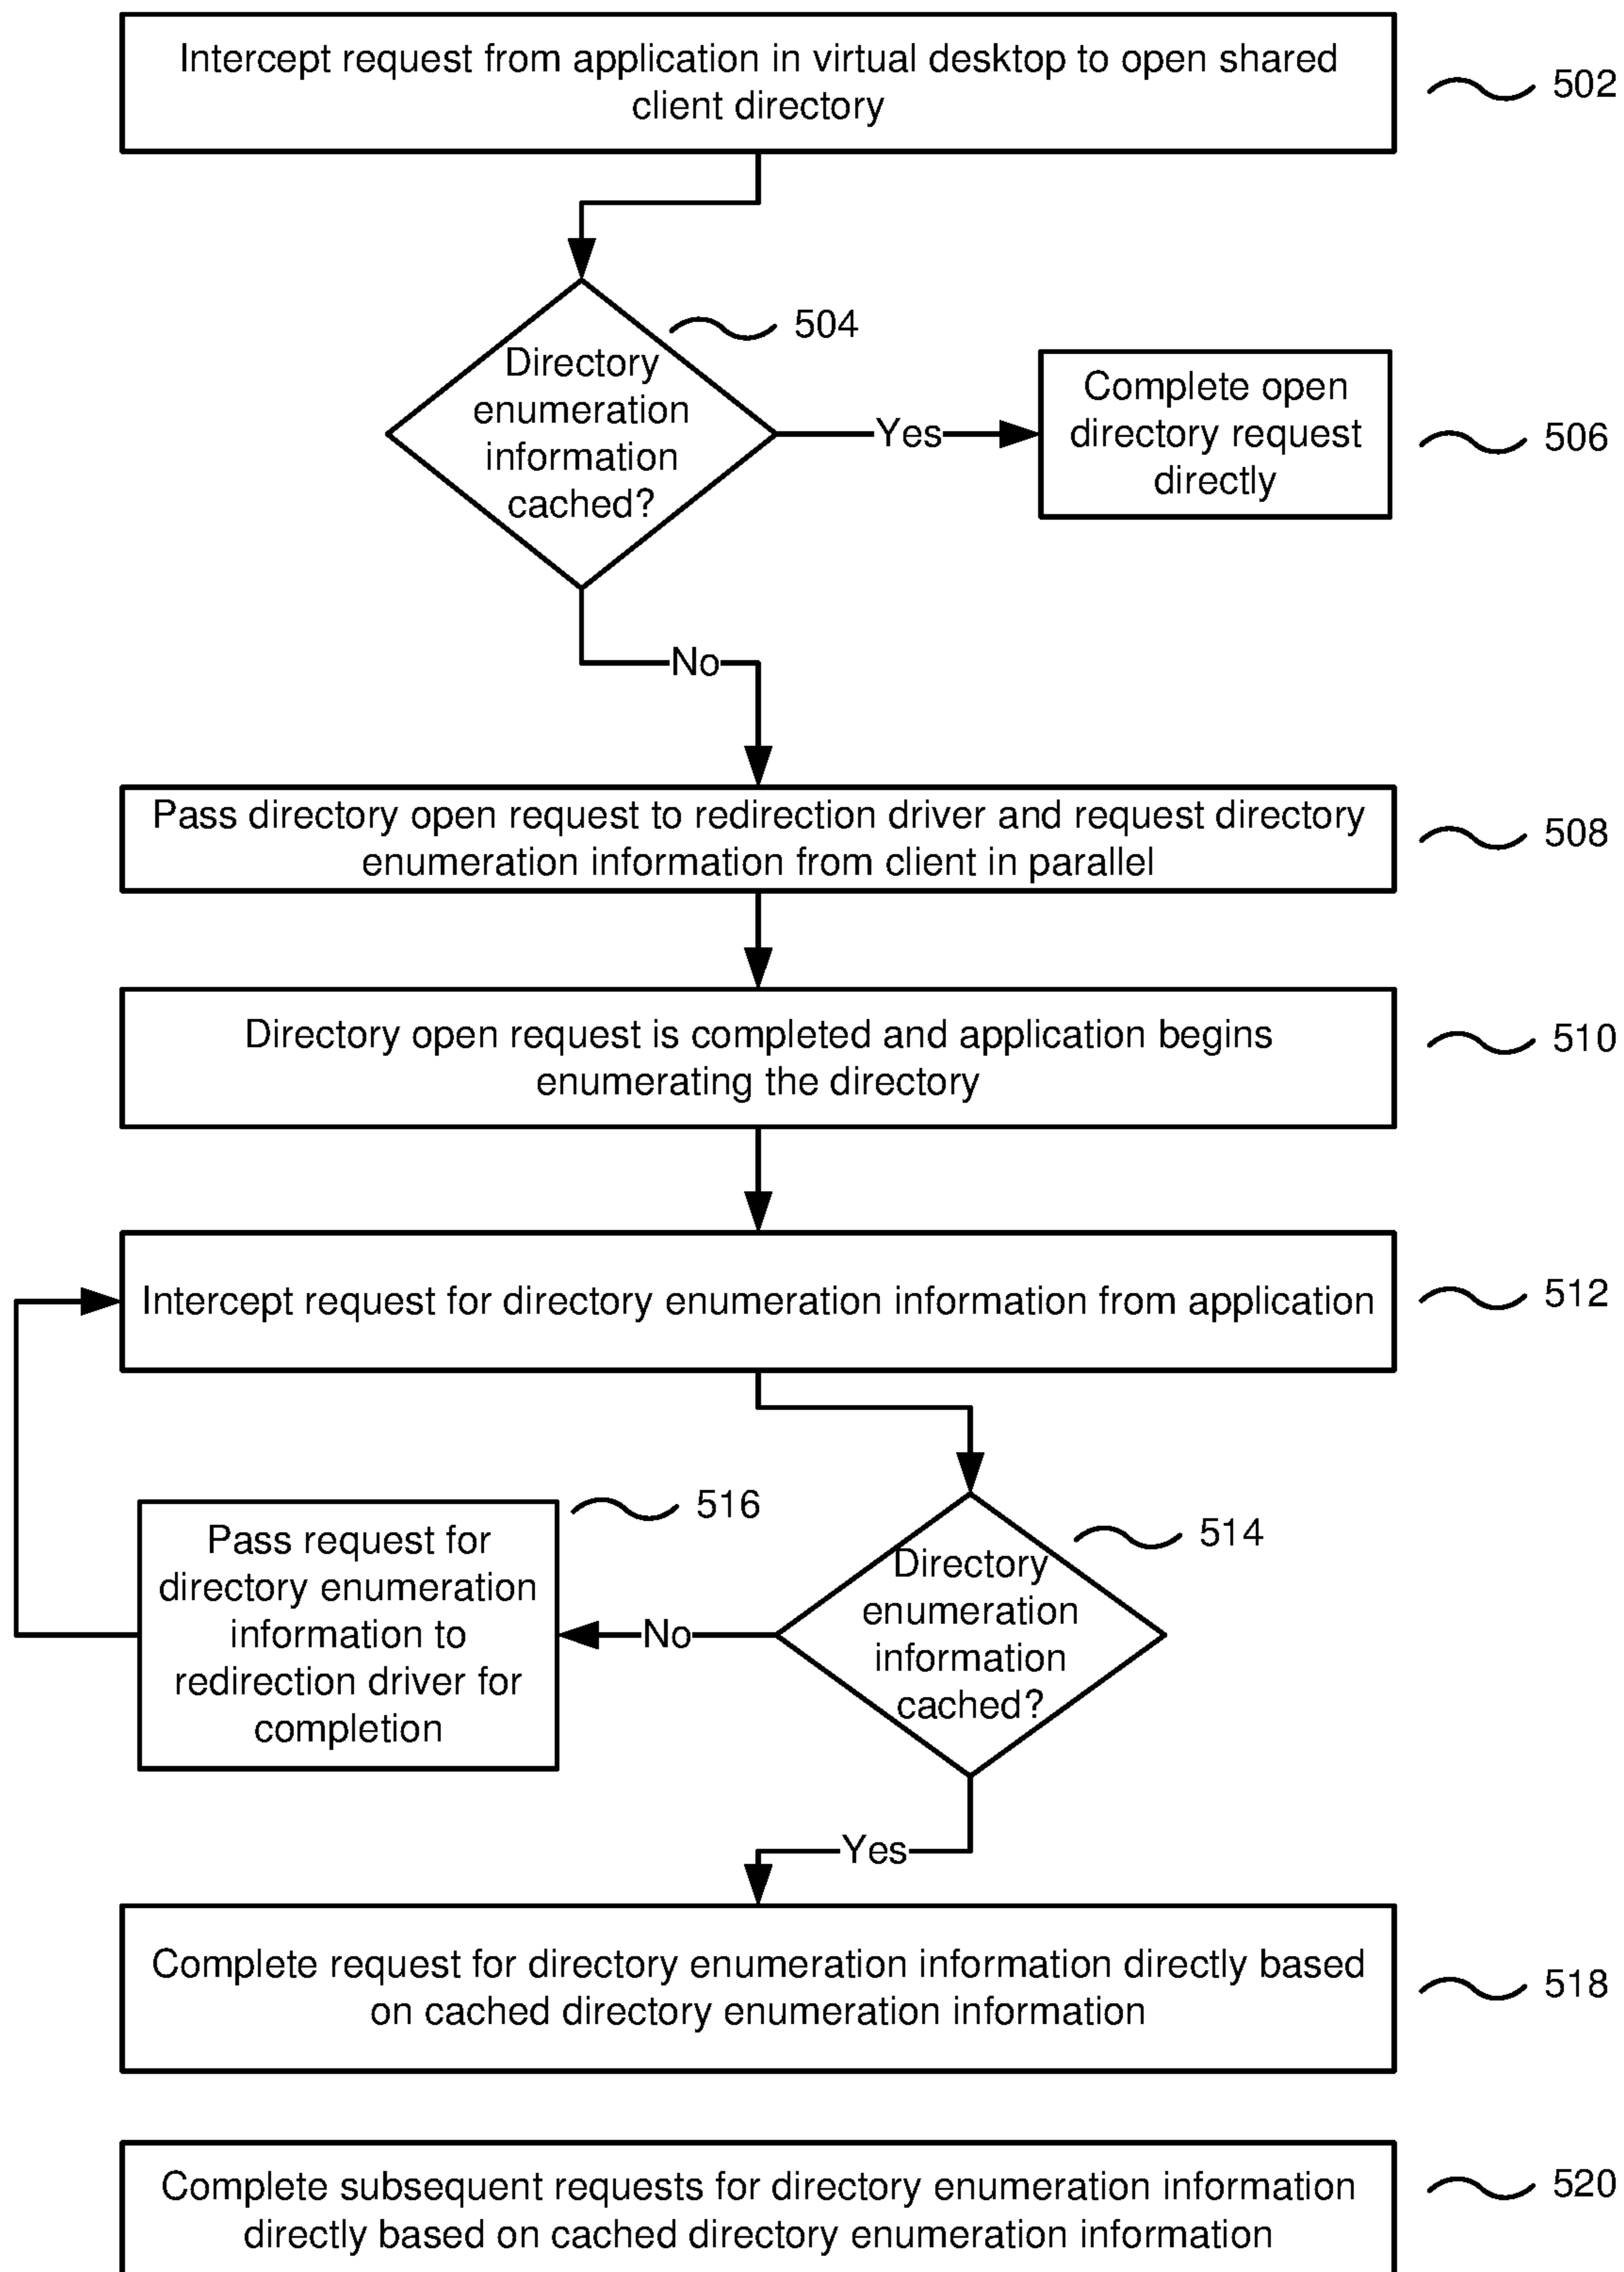 Intercept request from application in virtual desktop to open shared
client directory
502
504
Directory
enumeration
information
cached?
Yes
Complete open
directory request
directly
506
No
Pass directory open request to redirection driver and request directory
enumeration information from client in parallel
508
Directory open request is completed and application begins
enumerating the directory
510
Intercept request for directory enumeration information from application
512
516
Pass request for
directory enumeration
information to
redirection driver for
completion
No
514
Directory
enumeration
information
cached?
Yes
Complete request for directory enumeration information directly based
on cached directory enumeration information
518
Complete subsequent requests for directory enumeration information
directly based on cached directory enumeration information
520